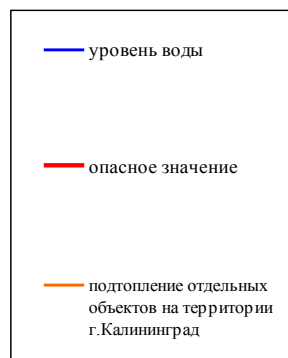 уровень воды
опасное значение
подтопление отдельных
объектов на территории
г.Калининград